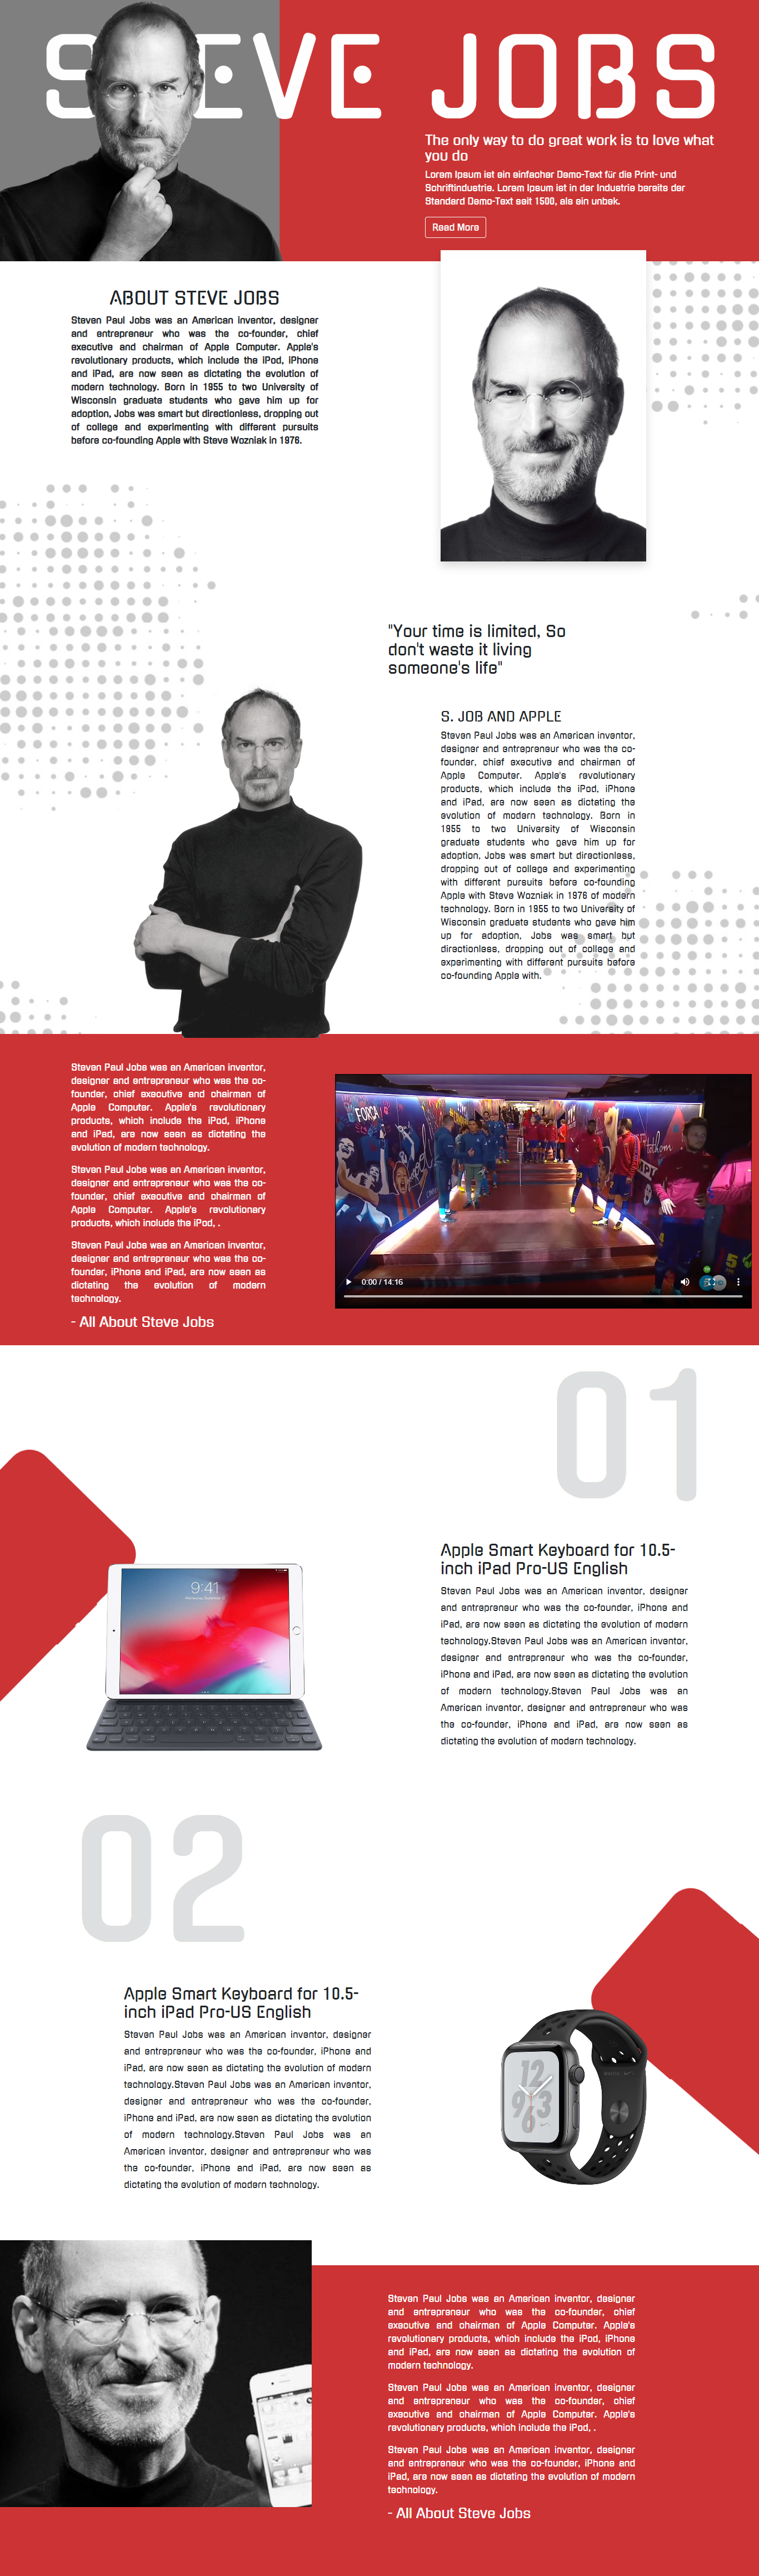 STEVE JOBS
The only way to do great work is to love what
you do
Lorem Ipsum ist ein einfacher Demo-Text für die Print- und
Schriftindustrie. Lorem Ipsum ist in der Industrie bereits der
Standard Demo-Text seit 1500, als ein unbek.
Read More
ABOUT STEVE JOBS
Steven Paul Jobs was an American inventor, designer
and entrepreneur who was the co-founder, chief
executive and chairman of Apple Computer. Apple's
revolutionary products, which include the iPod, iPhone
and iPad, are now seen as dictating the evolution of
modern technology. Born in 1955 to two University of
Wisconsin graduate students who gave him up for
adoption, Jobs was smart but directionless, dropping out
of college and experimenting with different pursuits
before co-founding Apple with Steve Wozniak in 1976.
"Your time is limited, So
don't waste it living
someone's life"
S. JOB AND APPLE
Steven Paul Jobs was an American inventor,
designer and entrepreneur who was the co-
founder, chief executive and chairman of
Apple Computer. Apple's revolutionary
products, which include the iPod, iPhone
and iPad, are now seen as dictating the
evolution of modern technology. Born in
1955 to two University of Wisconsin
graduate students who gave him up for
adoption, Jobs was smart but directionless,
dropping out of college and experimenting
with different pursuits before co-founding
Apple with Steve Wozniak in 1976 of modern
technology. Born in 1955 to two University of
Wisconsin graduate students who gave him
up for adoption, Jobs was smart but
directionless, dropping out of college and
experimenting with different pursuits before
co-founding Apple with.
Steven Paul Jobs was an American inventor,
designer and entrepreneur who was the co-
founder, chief executive and chairman of
Apple Computer. Apple's revolutionary
products, which include the iPod, iPhone
and iPad, are now seen as dictating the
evolution of modern technology.
Steven Paul Jobs was an American inventor,
designer and entrepreneur who was the co-
founder, chief executive and chairman of
Apple Computer. Apple's revolutionary
products, which include the iPod, .
Steven Paul Jobs was an American inventor,
designer and entrepreneur who was the co-
founder, iPhone and iPad, are now seen as
dictating the evolution of modern
technology.
- All About Steve Jobs
FORÇA
0:00 / 14:16
01
9:41
Apple Smart Keyboard for 10.5-
inch iPad Pro-US English
Steven Paul Jobs was an American inventor, designer
and entrepreneur who was the co-founder, iPhone and
iPad, are now seen as dictating the evolution of modern
technology.Steven Paul Jobs was an American inventor,
designer and entrepreneur who was the co-founder,
iPhone and iPad, are now seen as dictating the evolution
of modern technology.Steven Paul Jobs was an
American inventor, designer and entrepreneur who was
the co-founder, iPhone and iPad, are now seen as
dictating the evolution of modern technology.
02
Apple Smart Keyboard for 10.5-
inch iPad Pro-US English
Steven Paul Jobs was an American inventor, designer
and entrepreneur who was the co-founder, iPhone and
iPad, are now seen as dictating the evolution of modern
technology.Steven Paul Jobs was an American inventor,
designer and entrepreneur who was the co-founder,
iPhone and iPad, are now seen as dictating the evolution
of modern technology.Steven Paul Jobs was an
American inventor, designer and entrepreneur who was
the co-founder, iPhone and iPad, are now seen as
dictating the evolution of modern technology.
12
9 3
6
Steven Paul Jobs was an American inventor, designer
and entrepreneur who was the co-founder, chief
executive and chairman of Apple Computer. Apple's
revolutionary products, which include the iPod, iPhone
and iPad, are now seen as dictating the evolution of
modern technology.
Steven Paul Jobs was an American inventor, designer
and entrepreneur who was the co-founder, chief
executive and chairman of Apple Computer. Apple's
revolutionary products, which include the iPod, .
Steven Paul Jobs was an American inventor, designer
and entrepreneur who was the co-founder, iPhone and
iPad, are now seen as dictating the evolution of modern
technology.
- All About Steve Jobs